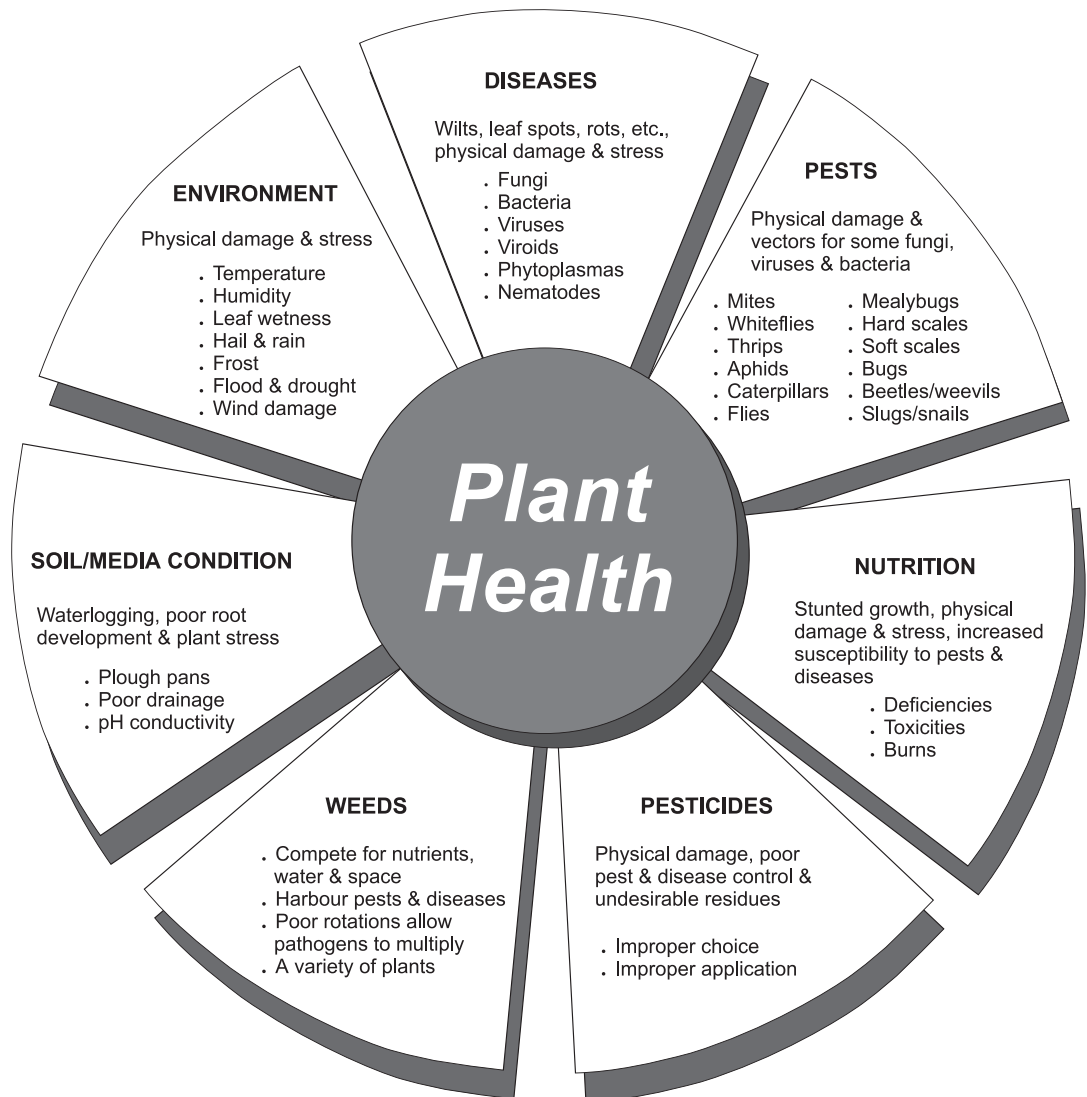 DISEASES
Wilts, leaf spots, rots, etc.,
physical damage & stress
. Fungi
. Bacteria
. Viruses
. Viroids
. Phytoplasmas
. Nematodes
PESTS
Physical damage &
vectors for some fungi,
viruses & bacteria
. Mites
. Whiteflies
. Thrips
. Aphids
. Caterpillars
. Flies
. Mealybugs
. Hard scales
. Soft scales
. Bugs
. Beetles/weevils
. Slugs/snails
NUTRITION
Stunted growth, physical
damage & stress, increased
susceptibility to pests &
diseases
. Deficiencies
. Toxicities
. Burns
PESTICIDES
Physical damage, poor
pest & disease control &
undesirable residues
. Improper choice
. Improper application
WEEDS
. Compete for nutrients,
water & space
. Harbour pests & diseases
. Poor rotations allow
pathogens to multiply
. A variety of plants
SOIL/MEDIA CONDITION
Waterlogging, poor root
development & plant stress
. Plough pans
. Poor drainage
. pH conductivity
ENVIRONMENT
Physical damage & stress
. Temperature
. Humidity
. Leaf wetness
. Hail & rain
. Frost
. Flood & drought
. Wind damage
Plant
Health